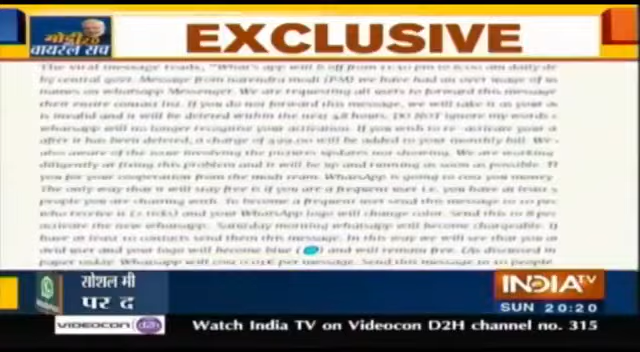 मोदी 2.0
वायरल सच
EXCLUSIVE
The viral message reads, "What's app will b off from 11.30 pm to 6.00 am daily de
by central govt. Message from narendra modi (PM) we have had an over usage of us
names on whatsapp Messenger. We are requesting all users to forward this message
their entire contact list. If you do not forward this message, we will take it as your
is invalid and it will be deleted within the next 48 hours. DO NOT ignore my words
whatsapp will no longer recognise your activation. If you wish to re-activate your
after it has been deleted, a charge of 499.00 will be added to your monthly bill. We
also aware of the issue involving the pictures updates not showing. We are working
diligently at fixing this problem and it will be up and running as soon as possible.
you for your cooperation from the modi team. WhatsApp is going to cost you money
The only way that it will stay free is if you are a frequent user i.e. you have at least
people you are chatting with. To become a frequent user send this message to 10
who receive it (2 ticks) and your WhatsApp logo will change color. Send this to 8
activate the new whatsapp. Saturday morning whatsapp will become chargeable.
have at least 10 contacts send them this message. In this way we will see that you
avid user and your logo will become blue ( ) and will remain free. (As discussed in
paper today. Whatsapp will cost per message. Send this message to 10 people
सोशल मी
पर द
INDIA TV
SUN 20:20
VIDEOCON d2h
Watch India TV on Videocon D2H channel no. 315